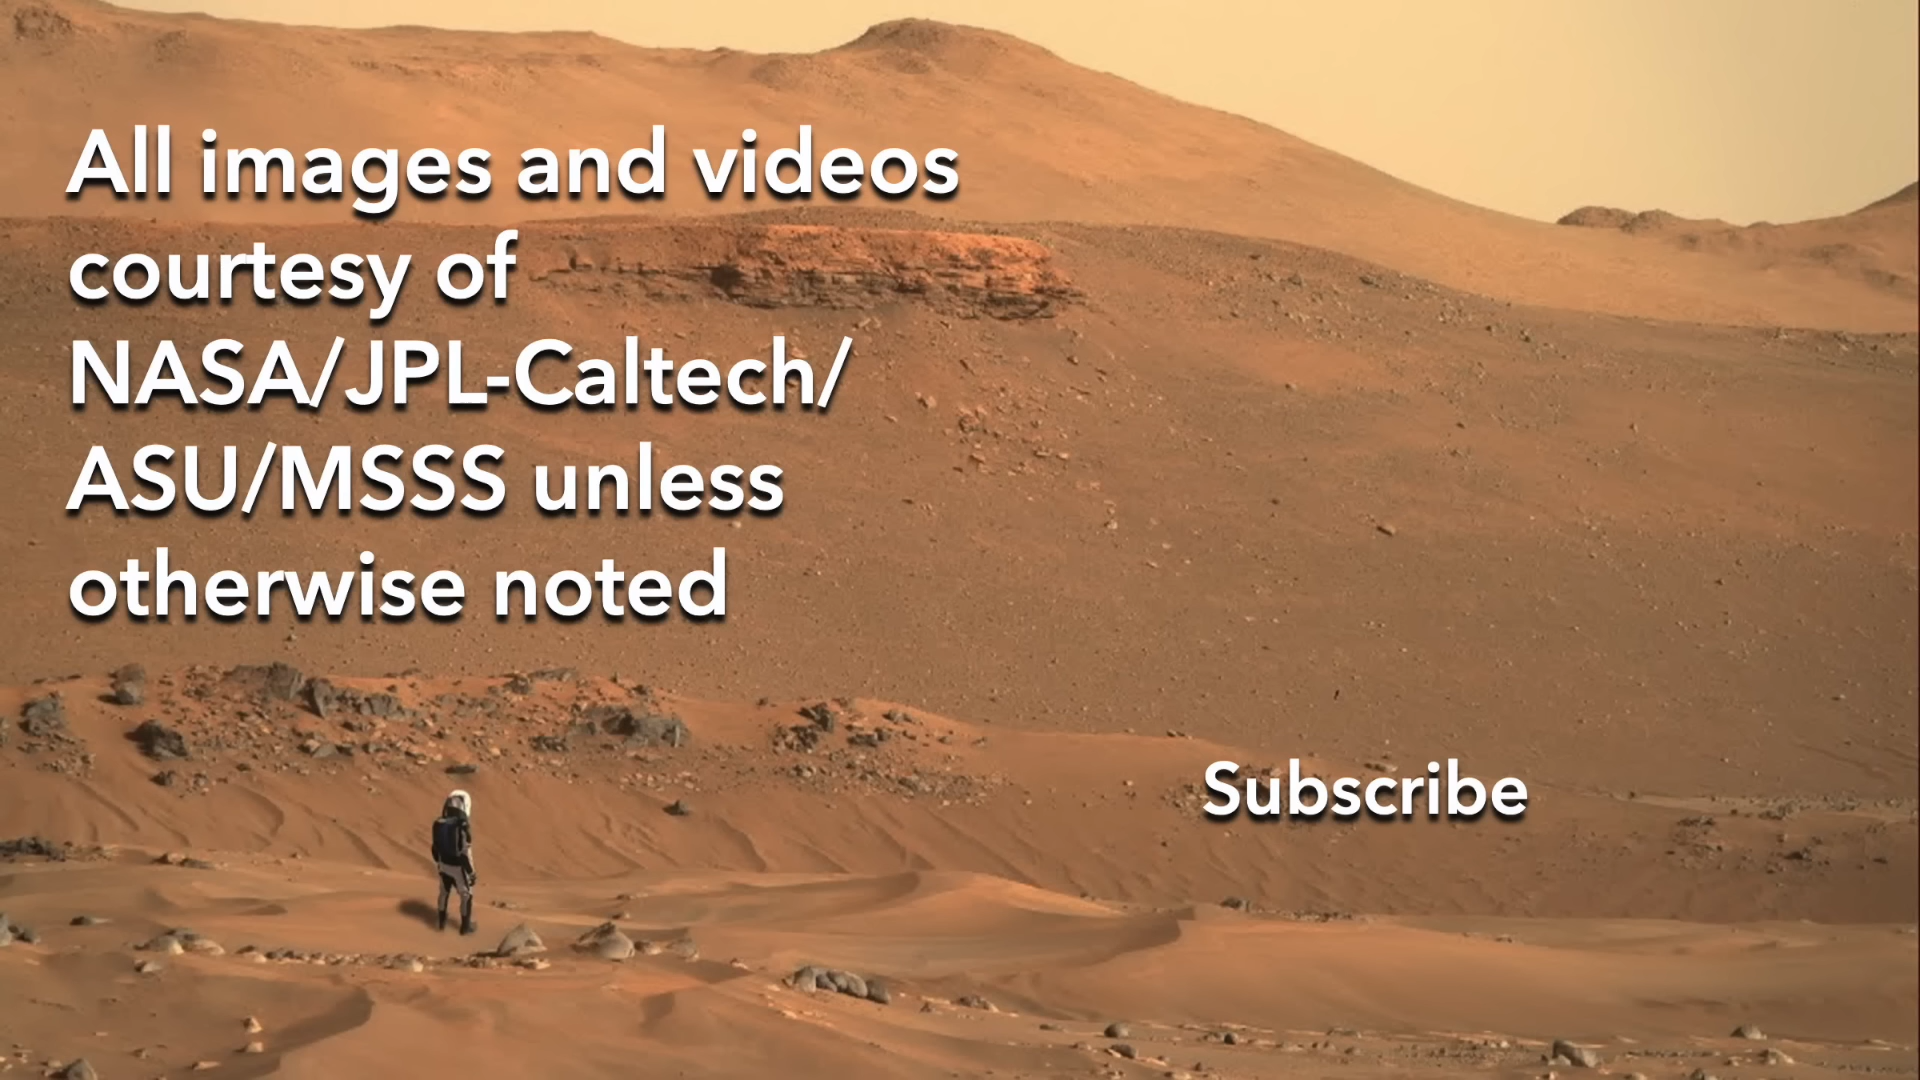 All images and videos
courtesy of
NASA/JPL-Caltech/
ASU/MSSS unless
otherwise noted
Subscribe